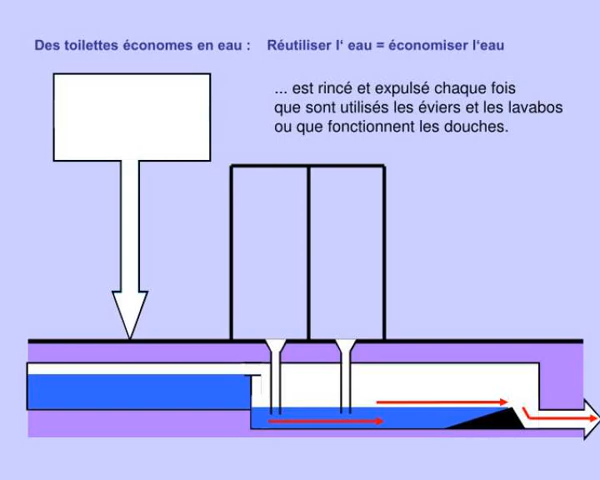 Des toilettes économes en eau : Réutiliser l‘ eau = économiser l‘eau
... est rincé et expulsé chaque fois
que sont utilisés les éviers et les lavabos
ou que fonctionnent les douches.